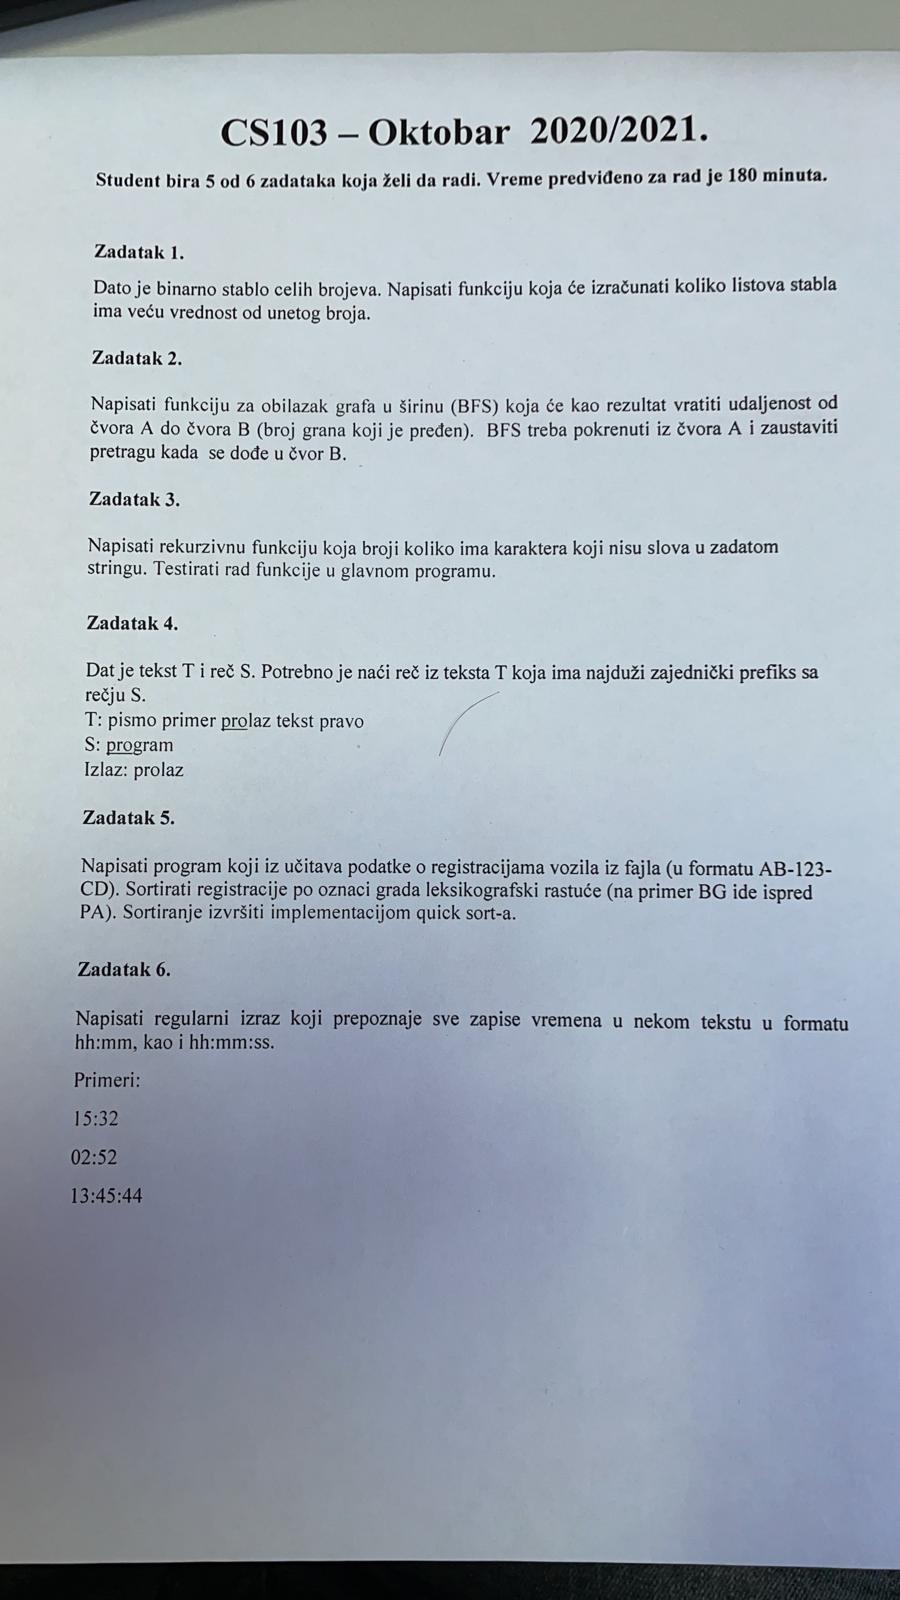 CS103 – Oktobar 2020/2021.
Student bira 5 od 6 zadataka koja želi da radi. Vreme predviđeno za rad je 180 minuta.
Zadatak 1.
Dato je binarno stablo celih brojeva. Napisati funkciju koja će izračunati koliko listova stabla
ima veću vrednost od unetog broja.
Zadatak 2.
Napisati funkciju za obilazak grafa u širinu (BFS) koja će kao rezultat vratiti udaljenost od
čvora A do čvora B (broj grana koji je pređen). BFS treba pokrenuti iz čvora A i zaustaviti
pretragu kada se dođe u čvor B.
Zadatak 3.
Napisati rekurzivnu funkciju koja broji koliko ima karaktera koji nisu slova u zadatom
stringu. Testirati rad funkcije u glavnom programu.
Zadatak 4.
Dat je tekst T i reč S. Potrebno je naći reč iz teksta T koja ima najduži zajednički prefiks sa
rečju S.
T: pismo primer prolaz tekst pravo
S: program
Izlaz: prolaz
Zadatak 5.
Napisati program koji iz učitava podatke o registracijama vozila iz fajla (u formatu AB-123-
CD). Sortirati registracije po oznaci grada leksikografski rastuće (na primer BG ide ispred
PA). Sortiranje izvršiti implementacijom quick sort-a.
Zadatak 6.
Napisati regularni izraz koji prepoznaje sve zapise vremena u nekom tekstu u formatu
hh:mm, kao i hh:mm:ss.
Primeri:
15:32
02:52
13:45:44